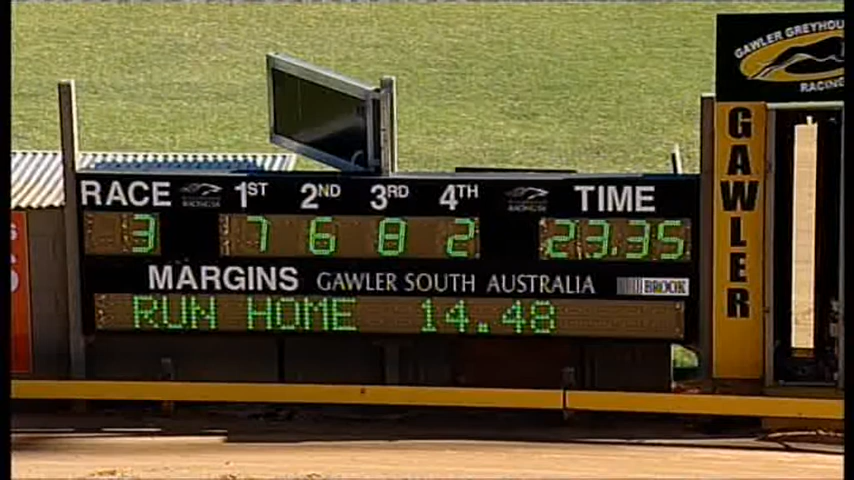 GAWLER GREYHOU
RACING
RACE 1ST 2ND 3RD 4TH TIME
3 7 6 8 2 23.35
MARGINS GAWLER SOUTH AUSTRALIA BROOK
RUN HOME 14.48
GAWLER